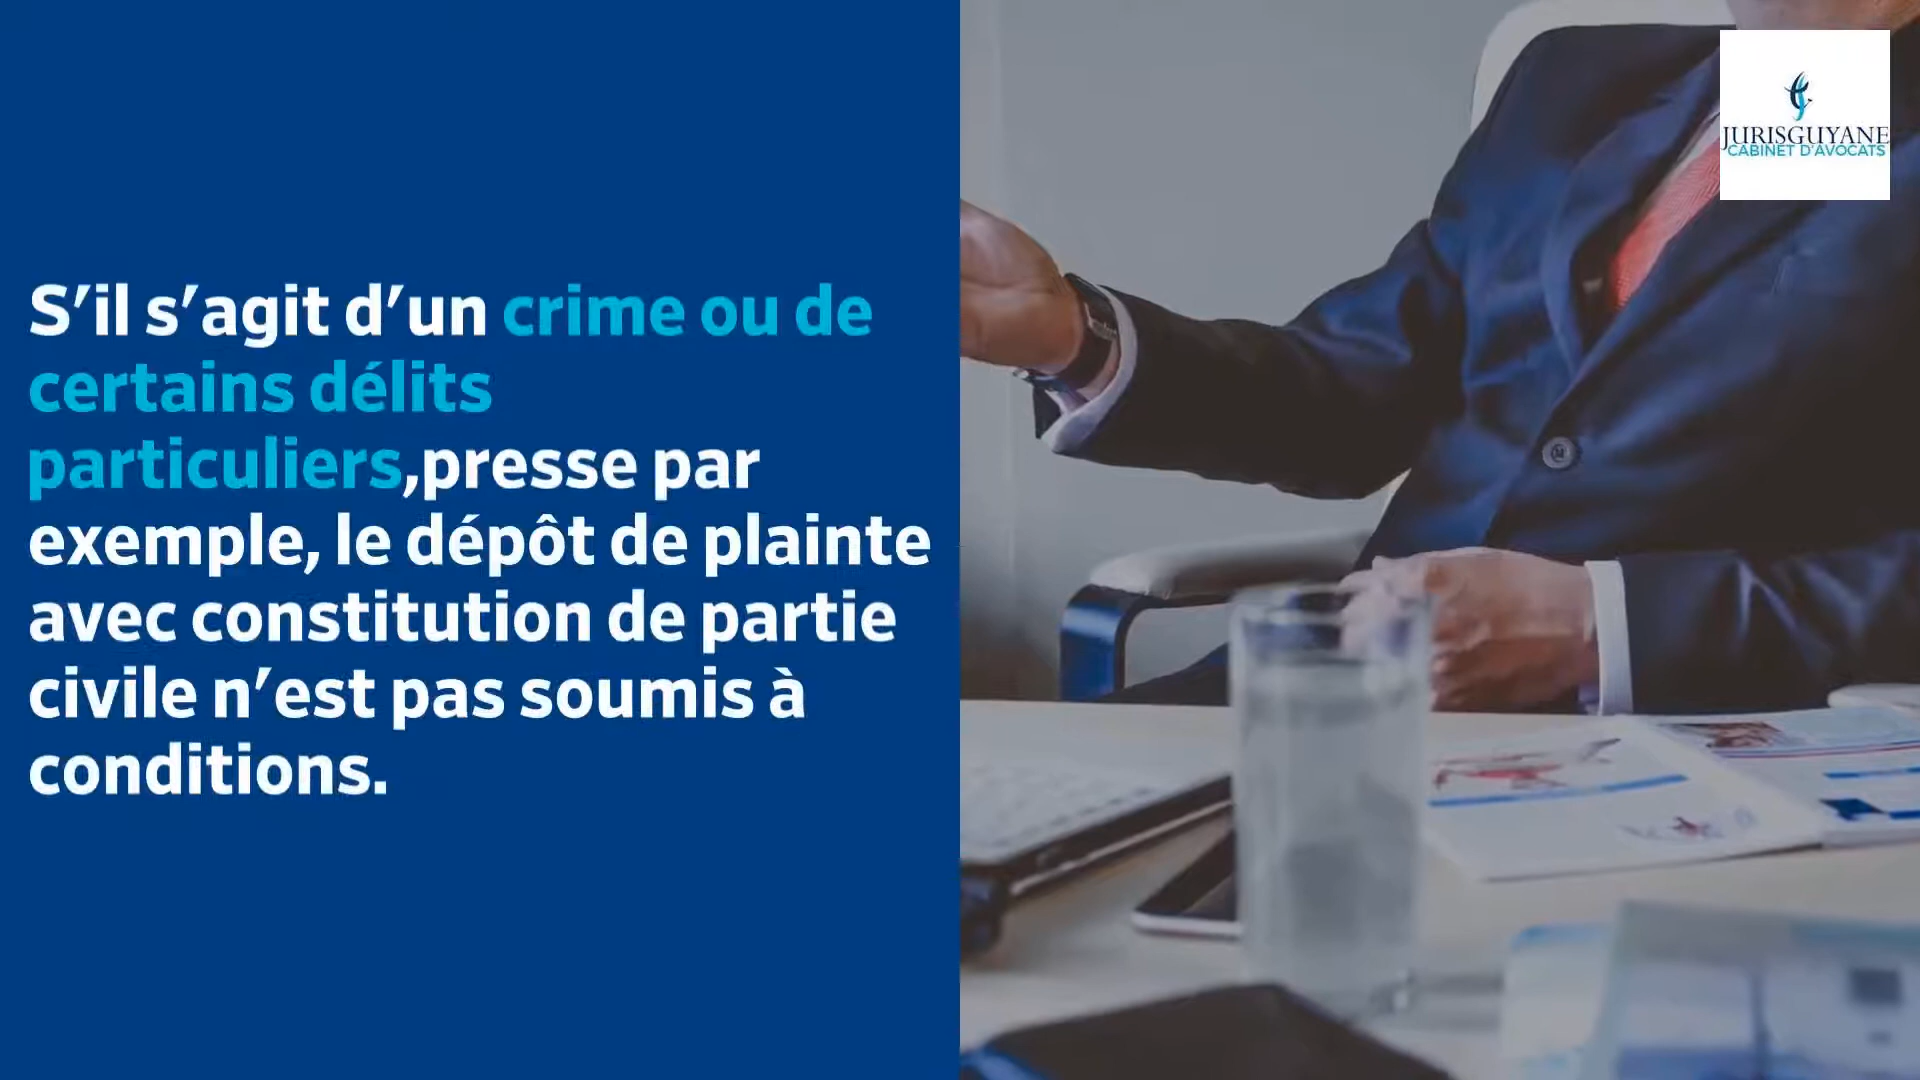 S’il s’agit d’un crime ou de
certains délits
particuliers,presse par
exemple, le dépôt de plainte
avec constitution de partie
civile n’est pas soumis à
conditions.
JURISGUYANE
CABINET D'AVOCATS